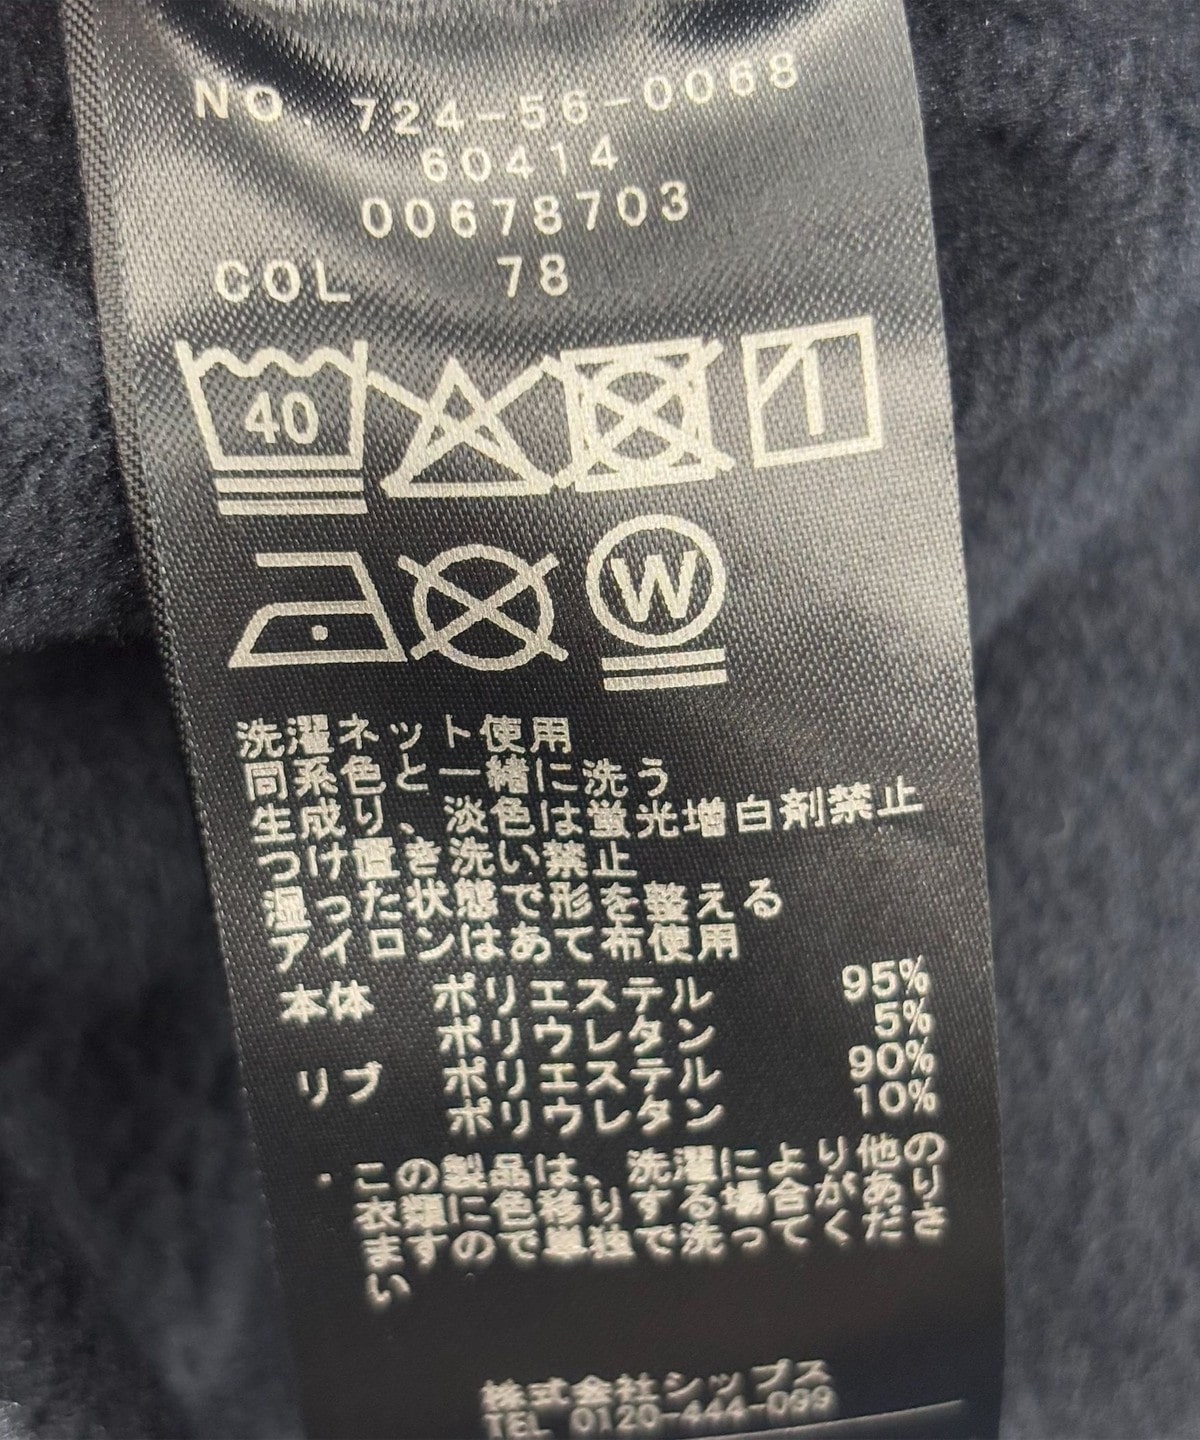 NO. 724-56-0068
60414
00678703
COL 78
40
W
洗濯ネット使用
同系色と一緒に洗う
生成り、淡色は蛍光増白剤禁止
つけ置き洗い禁止
湿った状態で形を整える
アイロンはあて布使用
本体 ポリエステル 95%
ポリウレタン 5%
リブ ポリエステル 90%
ポリウレタン 10%
・この製品は、洗濯により他の
衣類に色移りする場合があり
ますので単独で洗ってくださ
い
株式会社シップス
TEL 0120-444-099